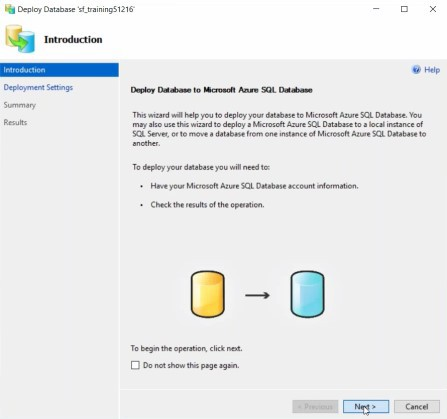 Deploy Database 'sf_training51216'
Introduction
Introduction
Deployment Settings
Summary
Results
Help
Deploy Database to Microsoft Azure SQL Database
This wizard will help you to deploy your database to Microsoft Azure SQL Database. You
may also use this wizard to deploy a Microsoft Azure SQL Database to a local instance of
SQL Server, or to move a database from one instance of Microsoft Azure SQL Database to
another.
To deploy your database you will need to:
• Have your Microsoft Azure SQL Database account information.
• Check the results of the operation.
To begin the operation, click next.
Do not show this page again.
< Previous
Next >
Cancel